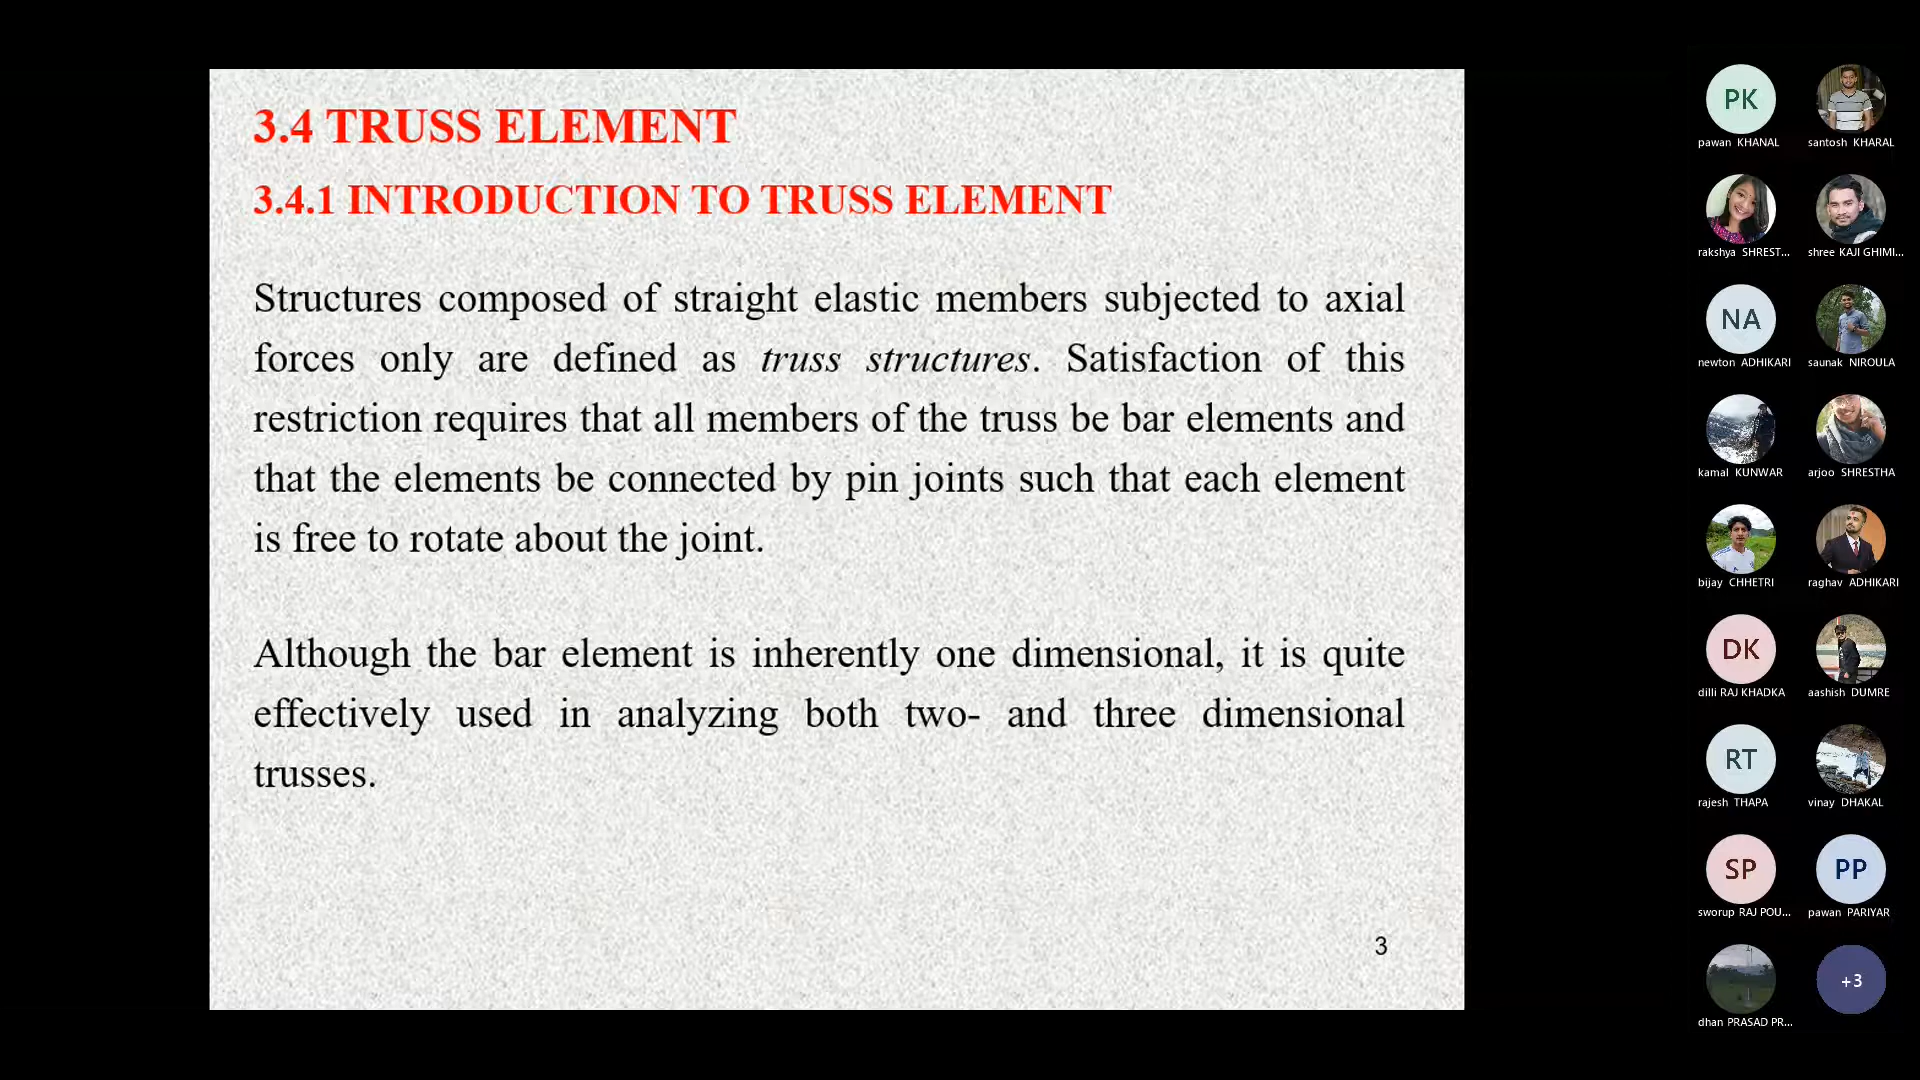 3.4 TRUSS ELEMENT
3.4.1 INTRODUCTION TO TRUSS ELEMENT
Structures composed of straight elastic members subjected to axial
forces only are defined as truss structures. Satisfaction of this
restriction requires that all members of the truss be bar elements and
that the elements be connected by pin joints such that each element
is free to rotate about the joint.
Although the bar element is inherently one dimensional, it is quite
effectively used in analyzing both two- and three dimensional
trusses.
3
PK
pawan KHANAL
santosh KHARAL
rakshya SHREST...
shree KAJI GHIMI...
NA
newton ADHIKARI
saunak NIROULA
kamal KUNWAR
arjoo SHRESTHA
bijay CHHETRI
raghav ADHIKARI
DK
dilli RAJ KHADKA
aashish DUMRE
RT
rajesh THAPA
vinay DHAKAL
SP
PP
sworup RAJ POU...
pawan PARIYAR
+3
dhan PRASAD PR...